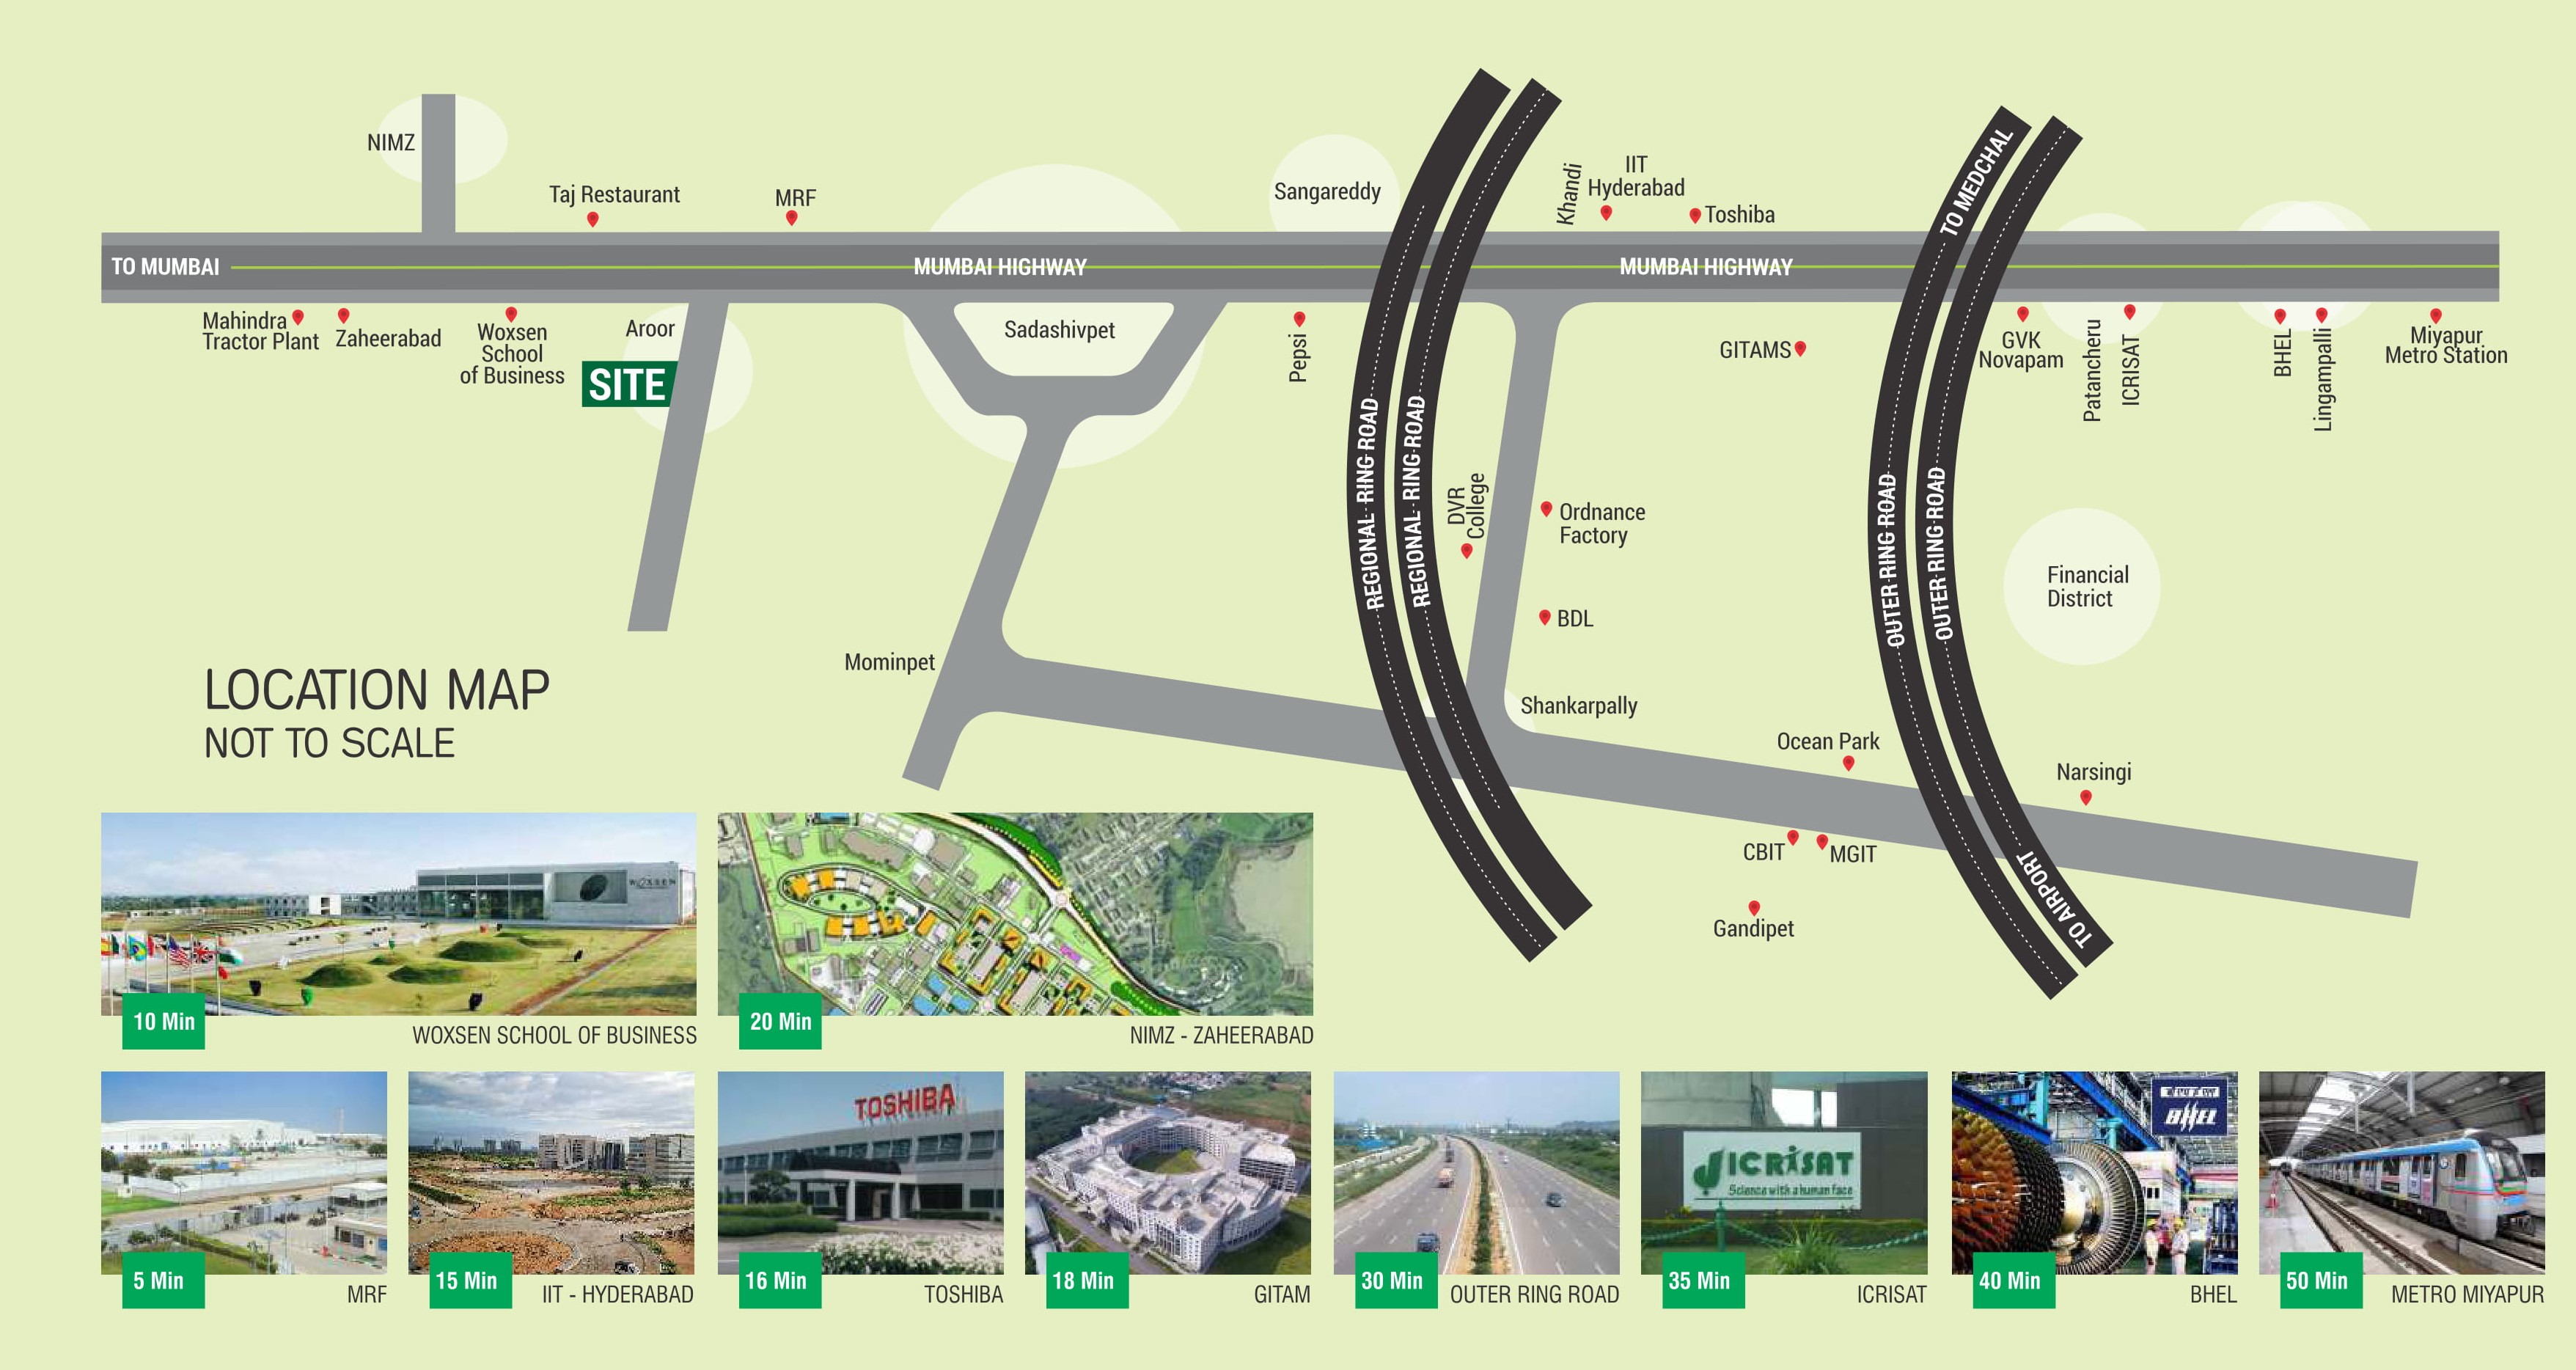 NIMZ
Taj Restaurant
MRF
Sangareddy
Khandi
IIT
Hyderabad
Toshiba
TO MEDCHAL
TO MUMBAI
MUMBAI HIGHWAY
MUMBAI HIGHWAY
Mahindra
Tractor Plant
Zaheerabad
Woxsen
School
of Business
Aroor
SITE
Sadashivpet
Pepsi
GITAMS
GVK
Novapam
Patancheru
ICRISAT
BHEL
Lingampalli
Miyapur
Metro Station
REGIONAL RING ROAD
REGIONAL RING ROAD
DVR
College
Ordnance
Factory
BDL
OUTER RING ROAD
OUTER RING ROAD
Financial
District
Mominpet
Shankarpally
Ocean Park
Narsingi
CBIT
MGIT
Gandipet
TO AIRPORT
LOCATION MAP
NOT TO SCALE
WOXSEN
10 Min
WOXSEN SCHOOL OF BUSINESS
20 Min
NIMZ - ZAHEERABAD
TOSHIBA
ICRISAT
Science with a human face
BHEL
5 Min
MRF
15 Min
IIT - HYDERABAD
16 Min
TOSHIBA
18 Min
GITAM
30 Min
OUTER RING ROAD
35 Min
ICRISAT
40 Min
BHEL
50 Min
METRO MIYAPUR